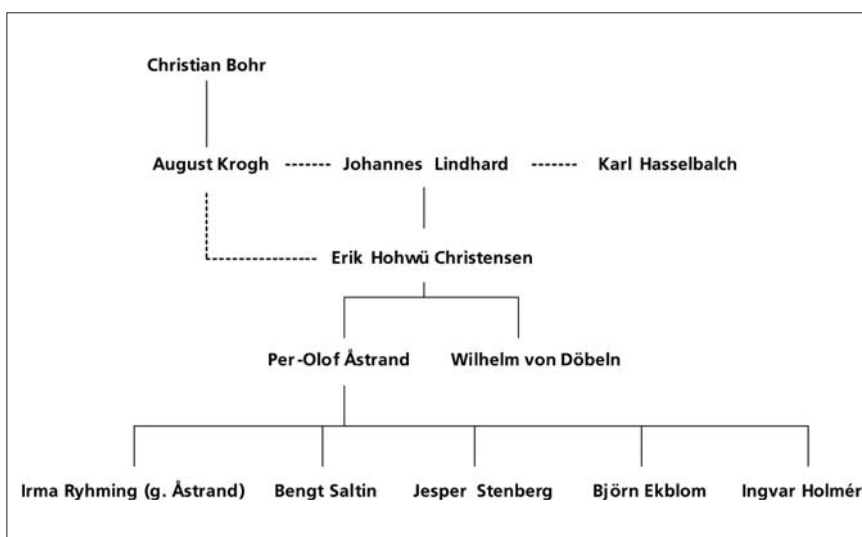 Christian Bohr
August Krogh Johannes Lindhard Karl Hasselbalch
Erik Hohwü Christensen
Per-Olof Åstrand Wilhelm von Döbeln
Irma Ryhming (g. Åstrand) Bengt Saltin Jesper Stenberg Björn Ekblom Ingvar Holmér